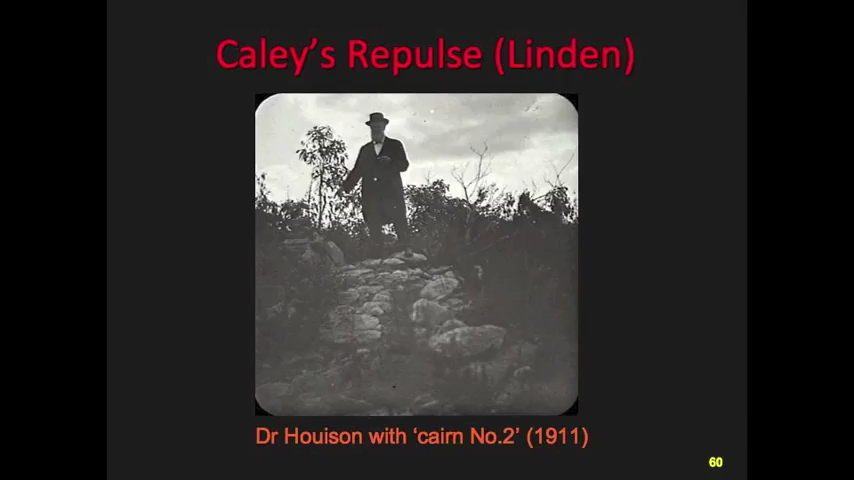 Caley's Repulse (Linden)
Dr Houison with ‘cairn No.2’ (1911)
60